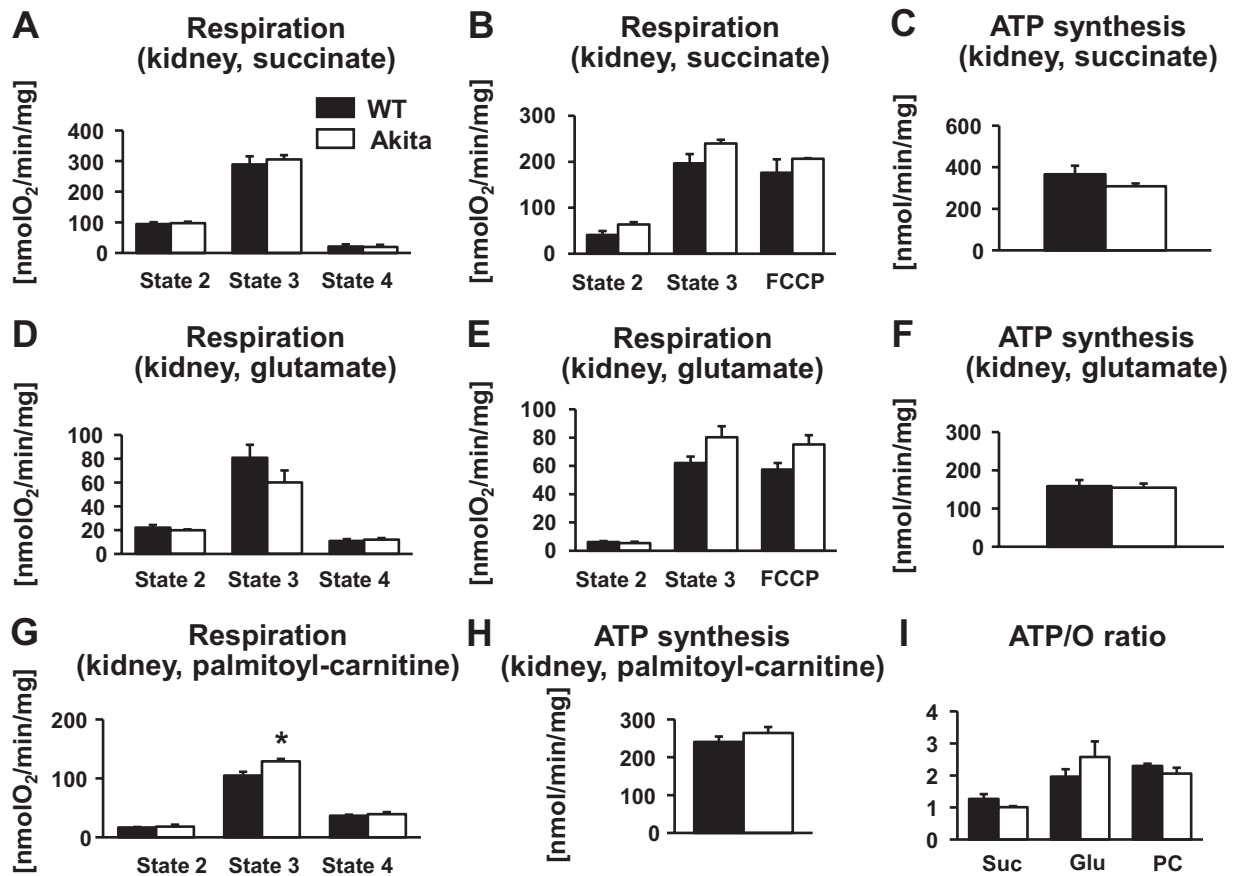 A
Respiration
(kidney, succinate)
[nmolO₂/min/mg]
WT
Akita
400
300
200
100
0
State 2 State 3 State 4
B
Respiration
(kidney, succinate)
[nmolO₂/min/mg]
300
200
100
0
State 2 State 3 FCCP
C
ATP synthesis
(kidney, succinate)
[nmol/min/mg]
600
400
200
0
D
Respiration
(kidney, glutamate)
[nmolO₂/min/mg]
100
80
60
40
20
0
State 2 State 3 State 4
E
Respiration
(kidney, glutamate)
[nmolO₂/min/mg]
100
80
60
40
20
0
State 2 State 3 FCCP
F
ATP synthesis
(kidney, glutamate)
[nmol/min/mg]
300
200
100
0
G
Respiration
(kidney, palmitoyl-carnitine)
[nmolO₂/min/mg]
200
100
0
*
State 2 State 3 State 4
H
ATP synthesis
(kidney, palmitoyl-carnitine)
[nmol/min/mg]
300
200
100
0
I
ATP/O ratio
4
3
2
1
0
Suc Glu PC